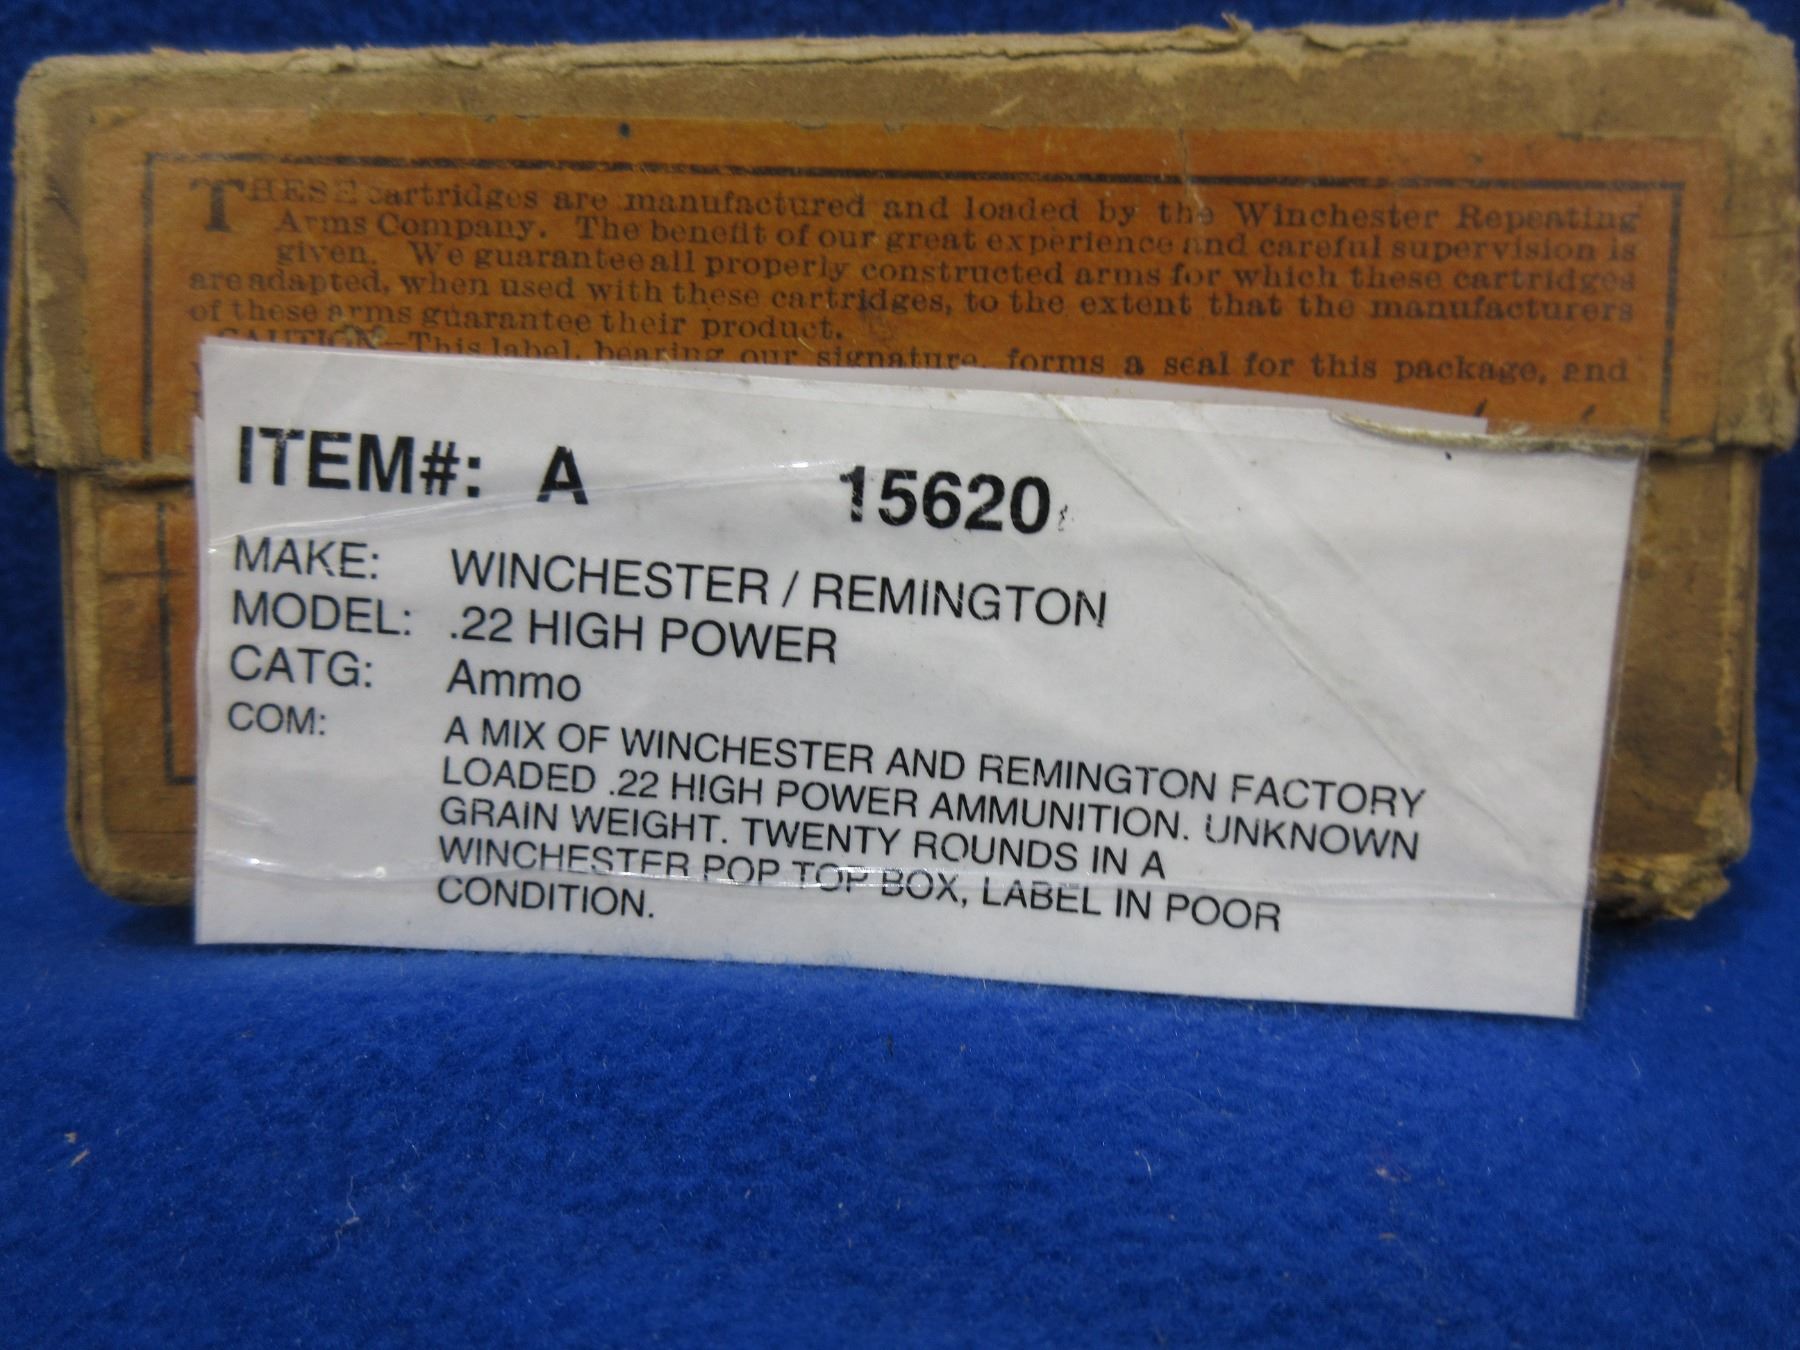 THESE cartridges are manufactured and loaded by the Winchester Repeating
Arms Company. The benefit of our great experience and careful supervision is
given. We guarantee all properly constructed arms for which these cartridges
are adapted, when used with these cartridges, to the extent that the manufacturers
of these arms guarantee their product.
CAUTION—This label, bearing our signature, forms a seal for this package, and
ITEM#: A 15620
MAKE: WINCHESTER / REMINGTON
MODEL: .22 HIGH POWER
CATG: Ammo
COM: A MIX OF WINCHESTER AND REMINGTON FACTORY
LOADED .22 HIGH POWER AMMUNITION. UNKNOWN
GRAIN WEIGHT. TWENTY ROUNDS IN A
WINCHESTER POP TOP BOX, LABEL IN POOR
CONDITION.